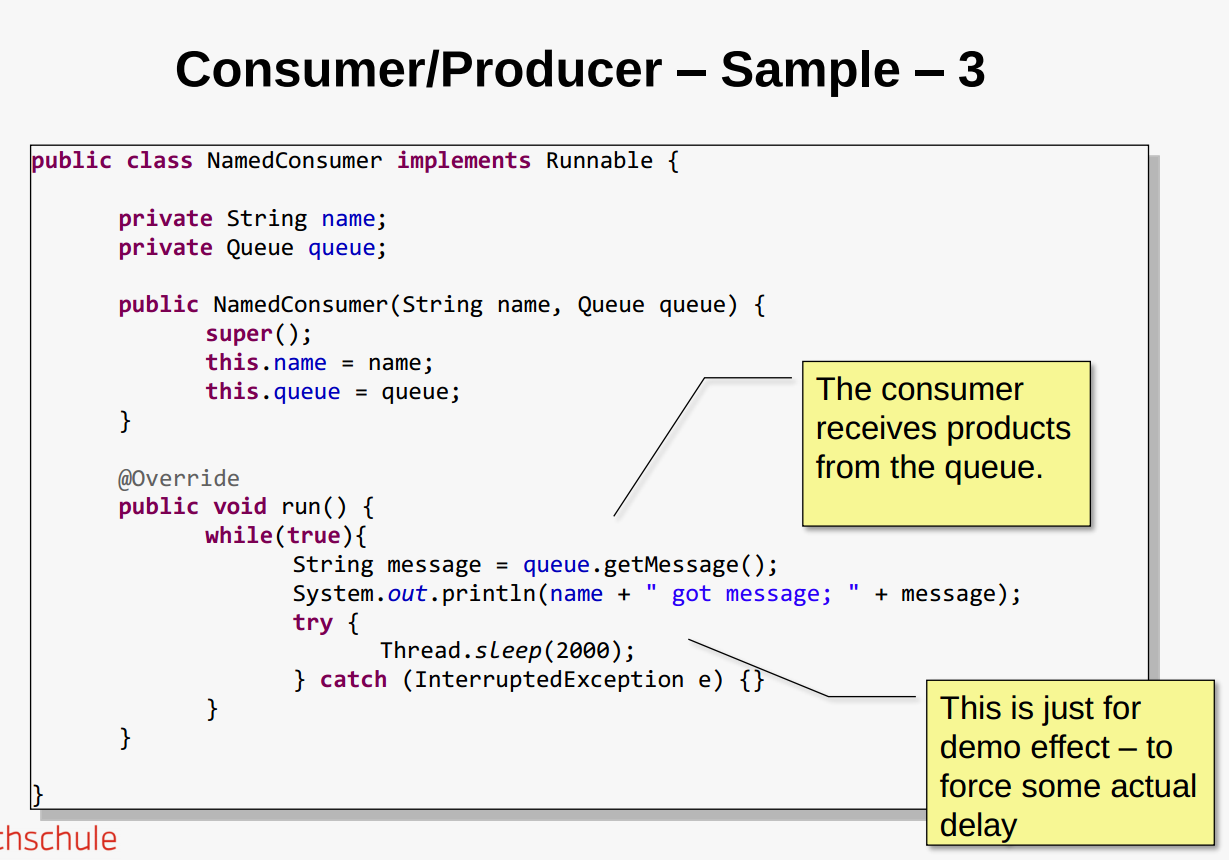 Consumer/Producer – Sample – 3
public class NamedConsumer implements Runnable {
private String name;
private Queue queue;
public NamedConsumer(String name, Queue queue) {
super();
this.name = name;
this.queue = queue;
}
The consumer
receives products
from the queue.
@Override
public void run() {
while(true){
String message = queue.getMessage();
System.out.println(name + " got message; " + message);
try {
Thread.sleep(2000);
} catch (InterruptedException e) {}
}
}
}
This is just for
demo effect – to
force some actual
delay
chschule